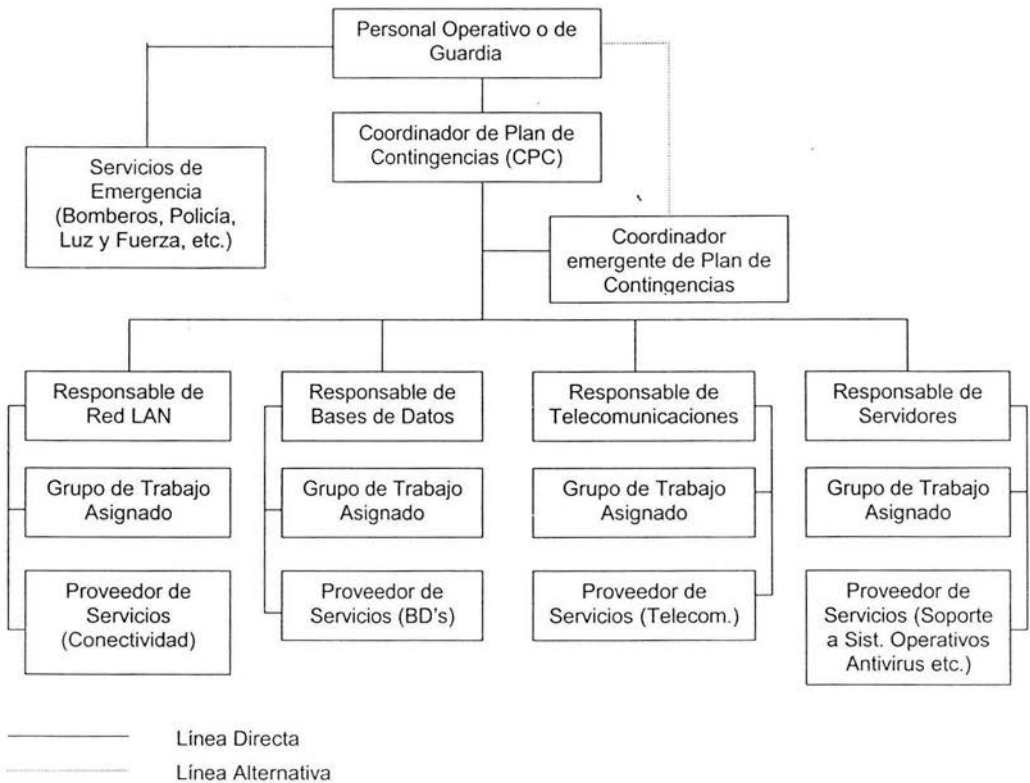 Personal Operativo o de
Guardia
Coordinador de Plan de
Contingencias (CPC)
Servicios de
Emergencia
(Bomberos, Policía,
Luz y Fuerza, etc.)
Coordinador
emergente de Plan de
Contingencias
Responsable de
Red LAN
Responsable de
Bases de Datos
Responsable de
Telecomunicaciones
Responsable de
Servidores
Grupo de Trabajo
Asignado
Grupo de Trabajo
Asignado
Grupo de Trabajo
Asignado
Grupo de Trabajo
Asignado
Proveedor de
Servicios
(Conectividad)
Proveedor de
Servicios (BD's)
Proveedor de
Servicios (Telecom.)
Proveedor de
Servicios (Soporte
a Sist. Operativos
Antivirus etc.)
Línea Directa
Línea Alternativa